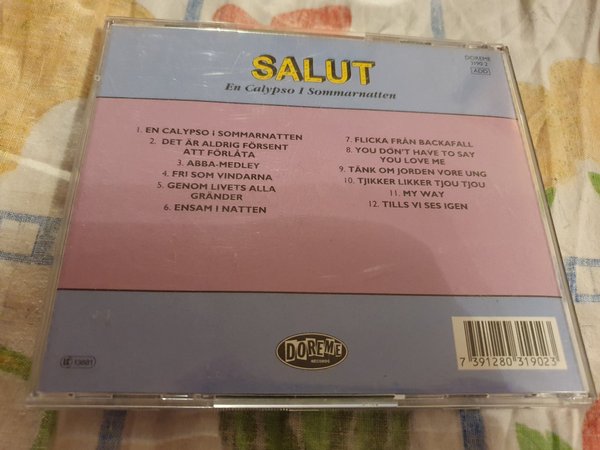 SALUT
En Calypso I Sommarnatten
DOREME
ADD
1. EN CALYPSO I SOMMARNATTEN
2. DET ÄR ALDRIG FÖRSENT
ATT FÖRLÅTA
3. ABBA-MEDLEY
4. FRI SOM VINDARNA
5. GENOM LIVETS ALLA
GRÄNDER
6. ENSAM I NATTEN
7. FLICKA FRÅN BACKAFALL
8. YOU DON'T HAVE TO SAY
YOU LOVE ME
9. TÄNK OM JORDEN VORE UNG
10. TJIKKER LIKKER TJOU TJOU
11. MY WAY
12. TILLS VI SES IGEN
DOREME
RECORDS
7 391280 319023